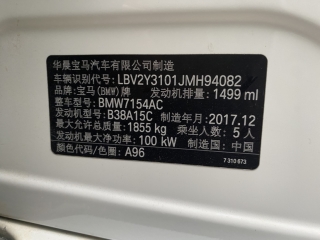 华晨宝马汽车有限公司制造
车辆识别代号: LBV2Y3101JMH94082
品牌: 宝马(BMW)牌 发动机排量: 1499 ml
整车型号: BMW7154AC
发动机型号: B38A15C 制造年月: 2017.12
最大允许总质量: 1855 kg 乘坐人数: 5 人
发动机最大净功率: 100 kW 制造国: 中国
颜色代码/色圈: A96
7 310 673